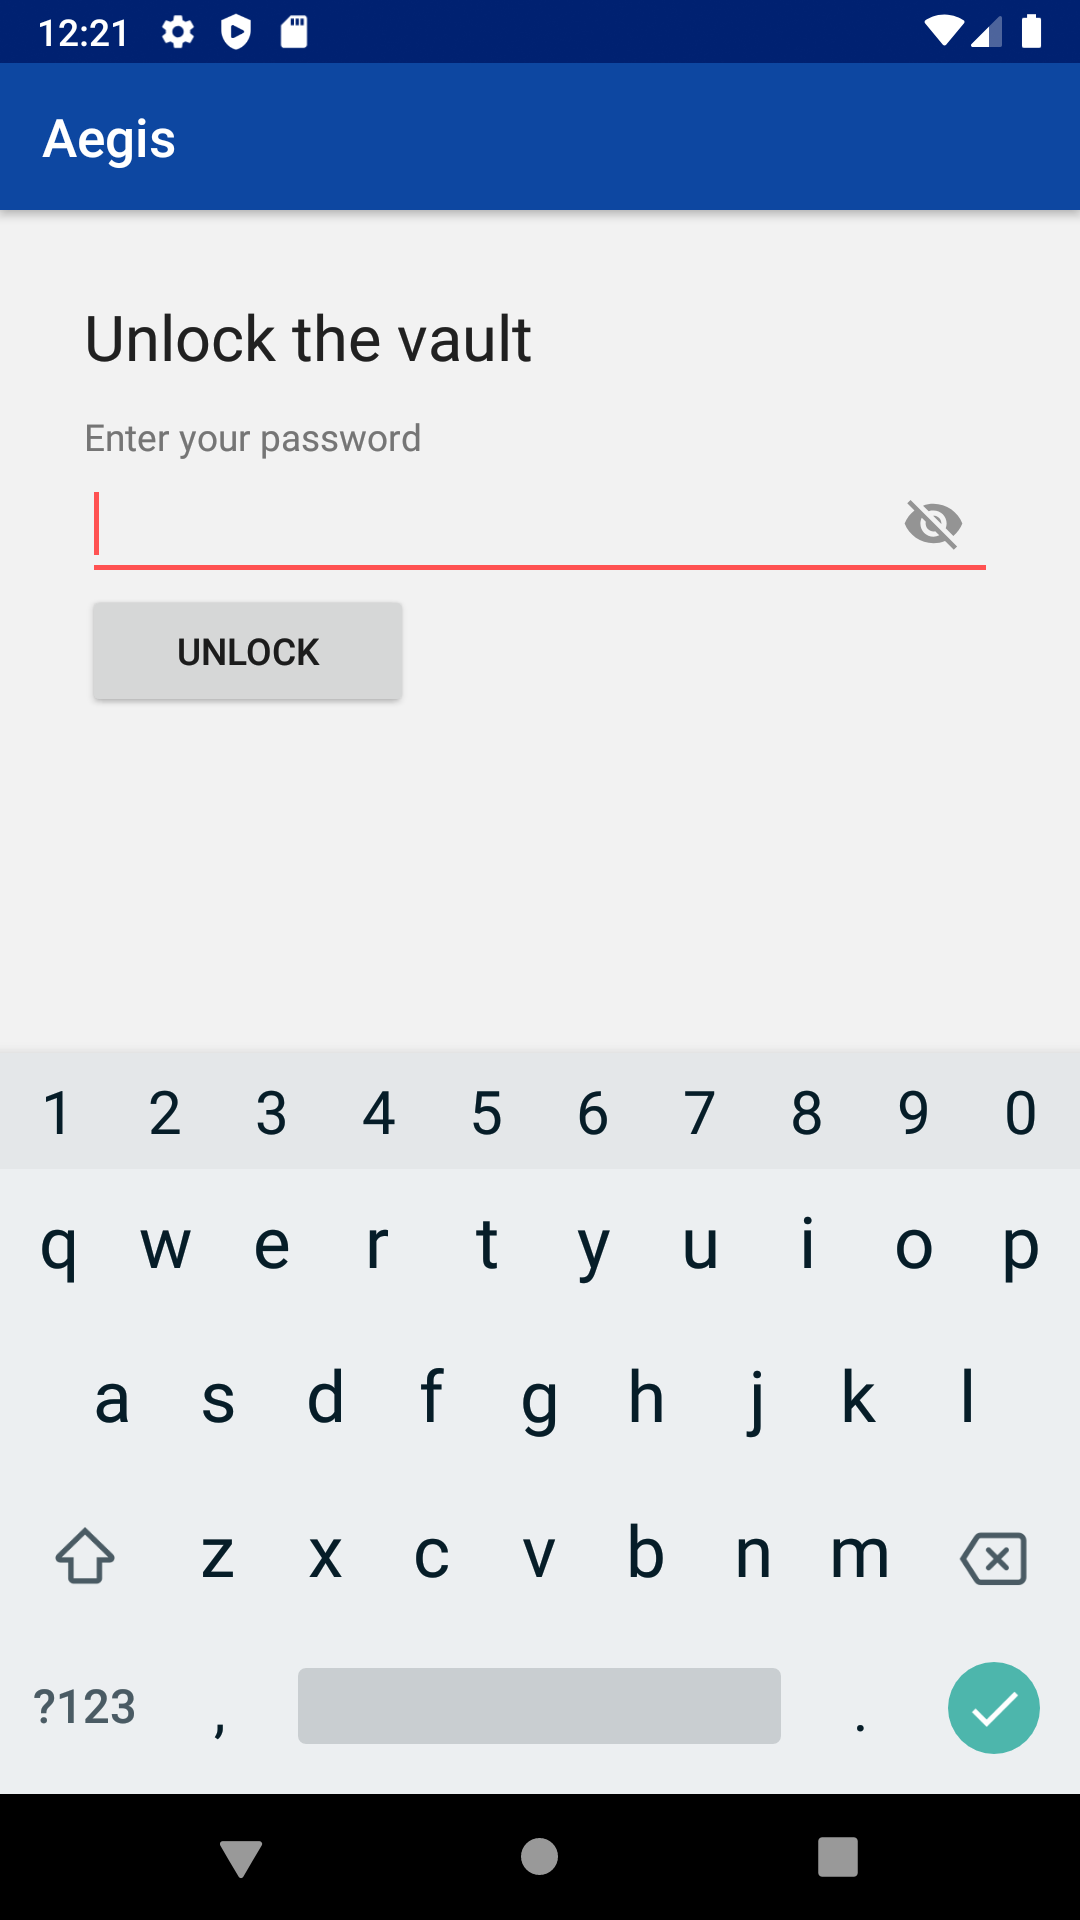 12:21
Aegis
Unlock the vault
Enter your password
UNLOCK
1 2 3 4 5 6 7 8 9 0
q w e r t y u i o p
a s d f g h j k l
z x c v b n m
?123 , .